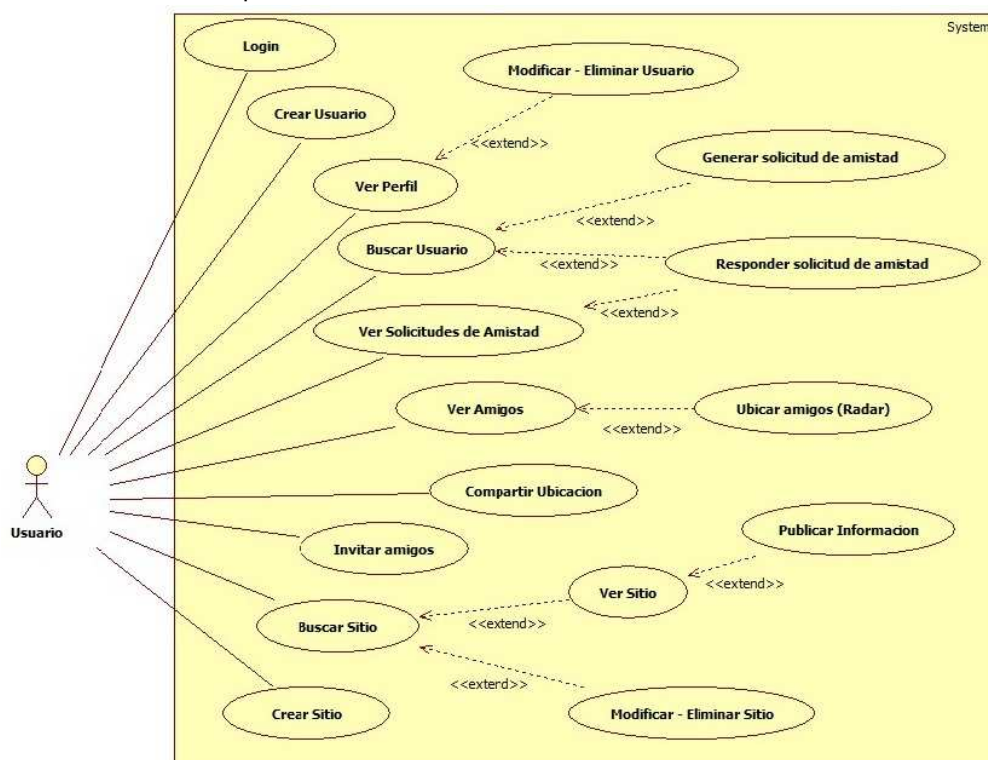 System
Login
Modificar - Eliminar Usuario
Crear Usuario
<<extend>>
Generar solicitud de amistad
Ver Perfil
<<extend>>
Buscar Usuario
<<extend>>
Responder solicitud de amistad
<<extend>>
Ver Solicitudes de Amistad
Ver Amigos
Ubicar amigos (Radar)
<<extend>>
Compartir Ubicacion
Usuario
Publicar Informacion
Invitar amigos
<<extend>>
Ver Sitio
Buscar Sitio
<<extend>>
<<extend>>
Crear Sitio
Modificar - Eliminar Sitio